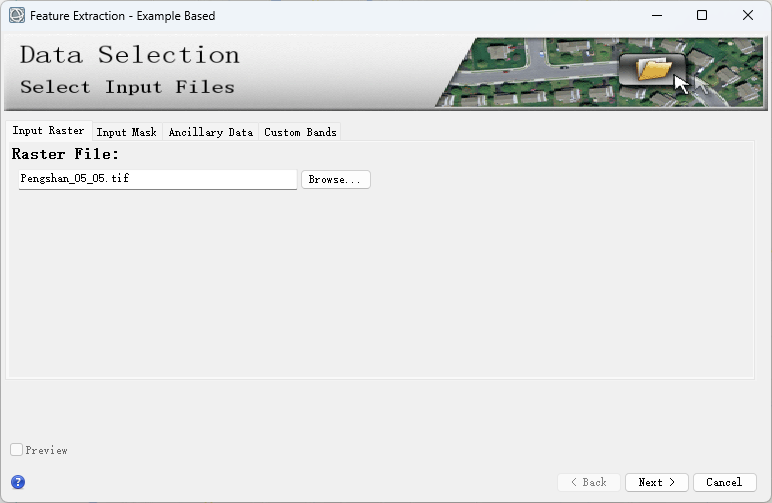 Feature Extraction - Example Based
Data Selection
Select Input Files
Input Raster Input Mask Ancillary Data Custom Bands
Raster File:
Pengshan_05_05.tif Browse...
Preview
? < Back Next > Cancel